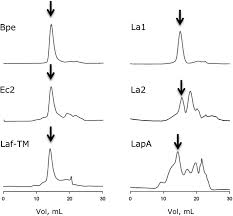 Bpe
La1
Ec2
La2
Laf-TM
LapA
0 10 20 30
0 10 20 30
Vol, mL
Vol, mL